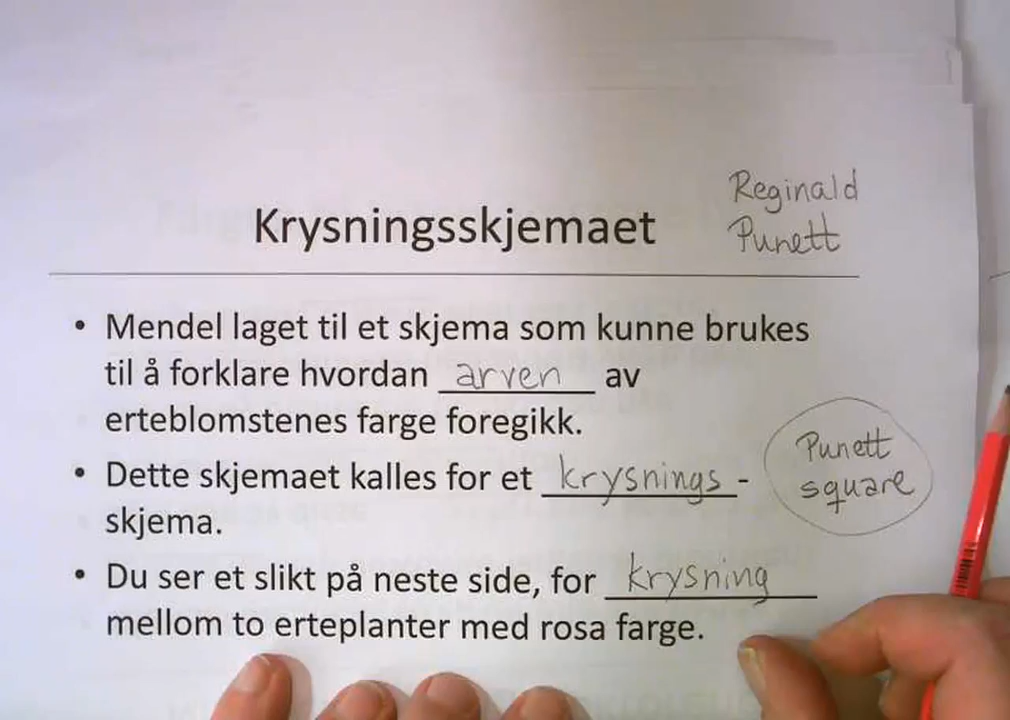 Reginald
Punett
Krysningsskjemaet
• Mendel laget til et skjema som kunne brukes
til å forklare hvordan arven av
erteblomstenes farge foregikk.
• Dette skjemaet kalles for et krysnings-
skjema.
Punett
square
• Du ser et slikt på neste side, for krysning
mellom to erteplanter med rosa farge.